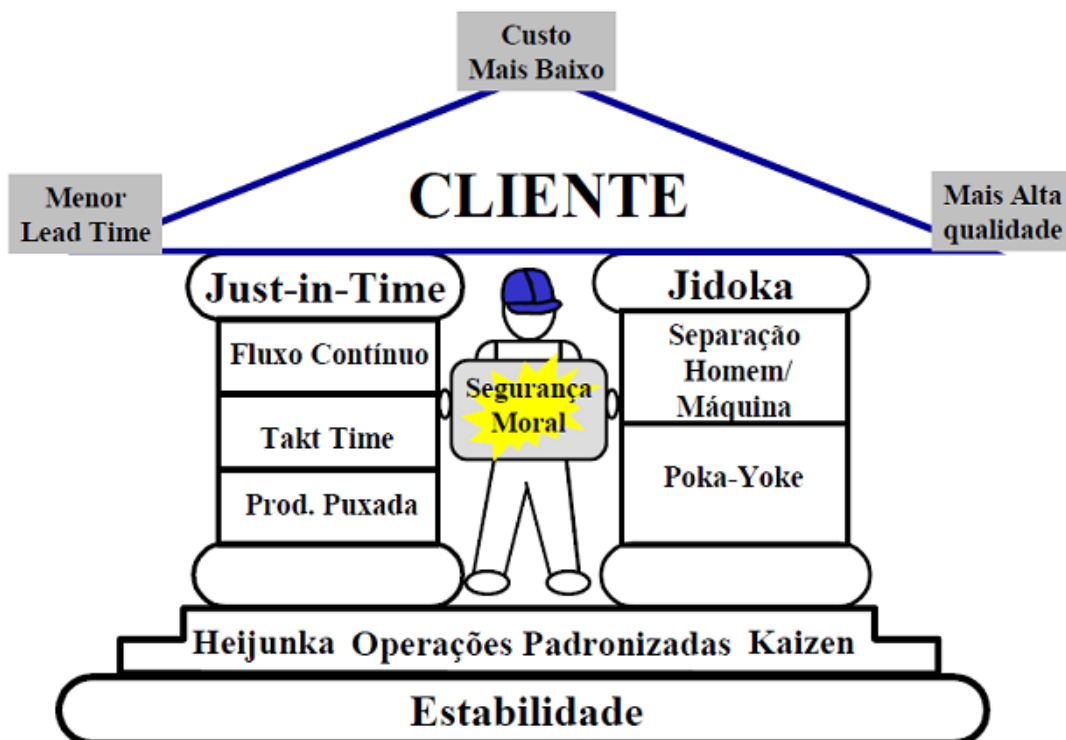 Custo
Mais Baixo
Menor
Lead Time
CLIENTE
Mais Alta
qualidade
Just-in-Time
Fluxo Contínuo
Takt Time
Prod. Puxada
Segurança
Moral
Jidoka
Separação
Homem/
Máquina
Poka-Yoke
Heijunka Operações Padronizadas Kaizen
Estabilidade